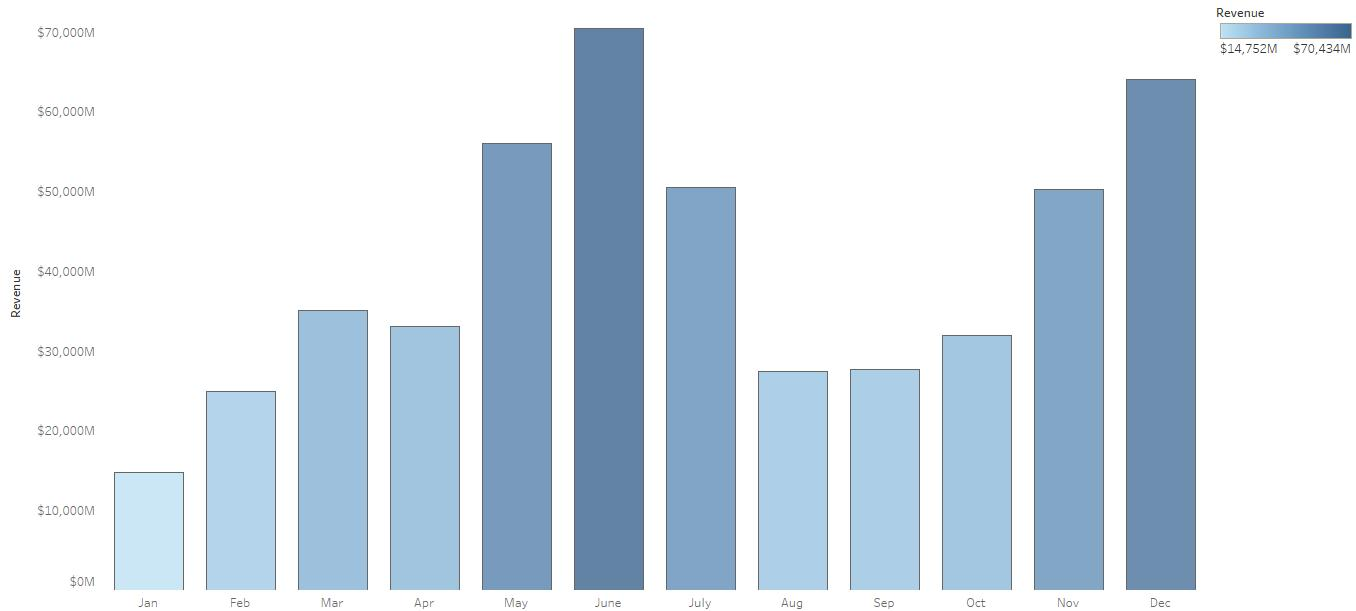 Revenue
$14,752M $70,434M
$70,000M
$60,000M
$50,000M
$40,000M
$30,000M
$20,000M
$10,000M
$0M
Revenue
Jan Feb Mar Apr May June July Aug Sep Oct Nov Dec